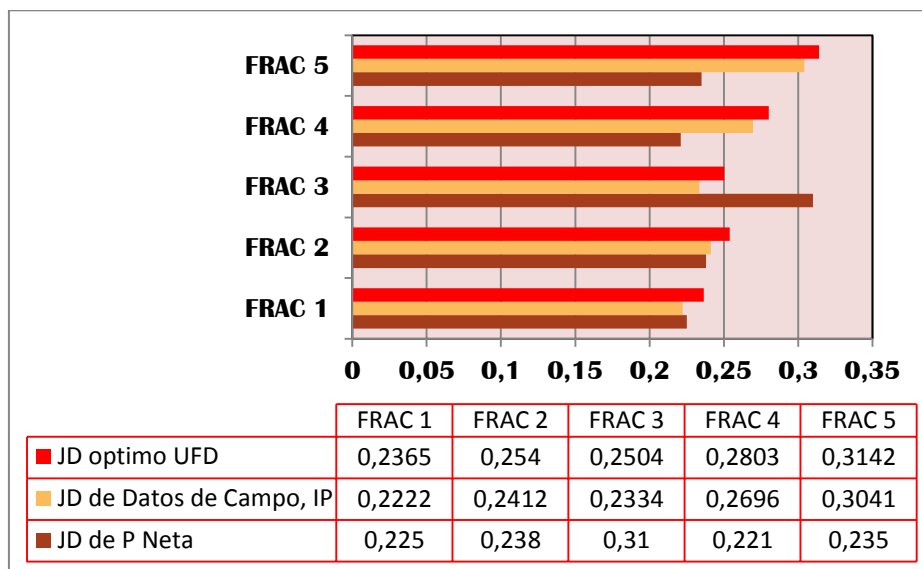 FRAC 5
FRAC 4
FRAC 3
FRAC 2
FRAC 1
0 0,05 0,1 0,15 0,2 0,25 0,3 0,35
FRAC 1 FRAC 2 FRAC 3 FRAC 4 FRAC 5
JD optimo UFD 0,2365 0,254 0,2504 0,2803 0,3142
JD de Datos de Campo, IP 0,2222 0,2412 0,2334 0,2696 0,3041
JD de P Neta 0,225 0,238 0,31 0,221 0,235